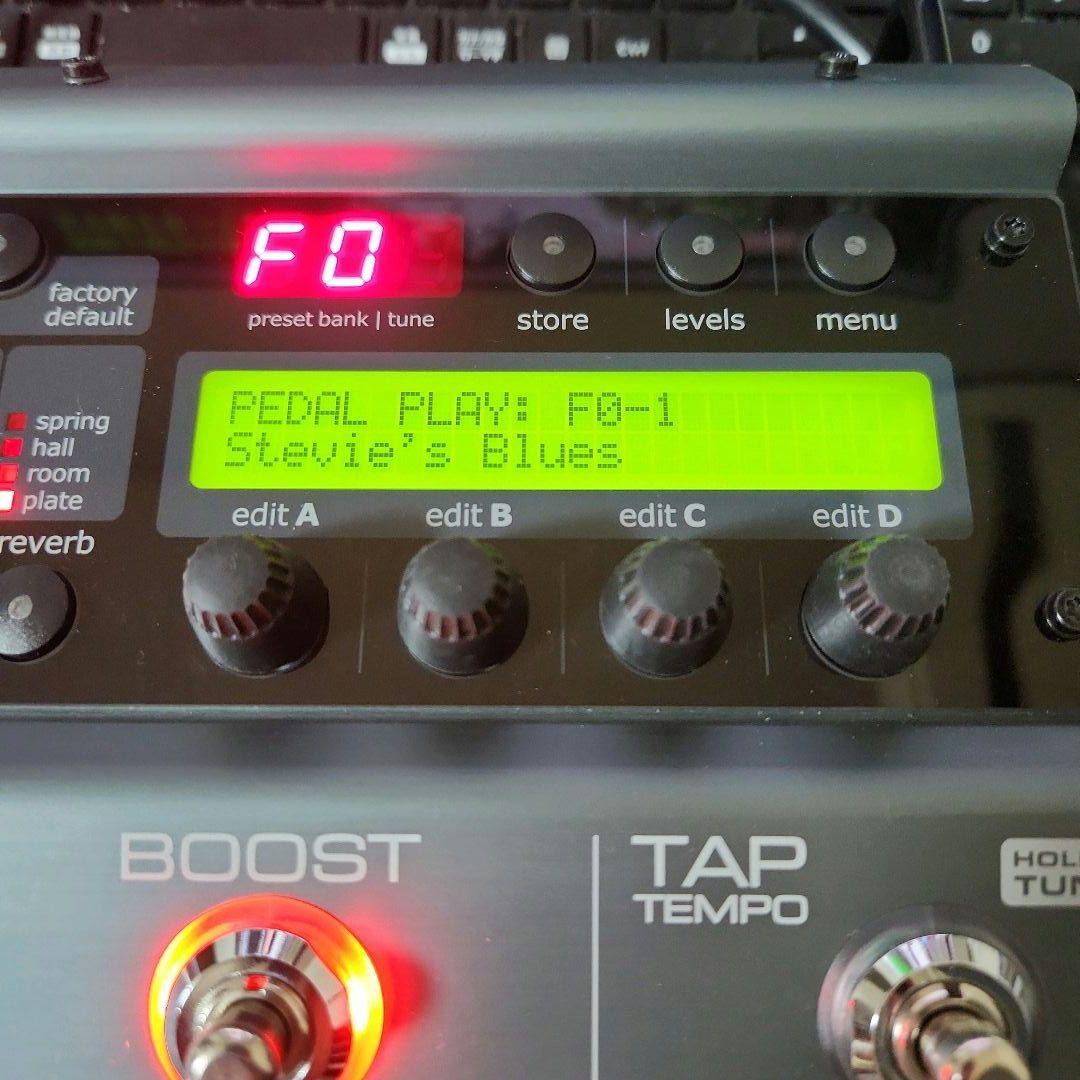 F0
factory
default
preset bank | tune
store
levels
menu
PEDAL PLAY: F0-1
Stevie's Blues
spring
hall
room
plate
reverb
edit A
edit B
edit C
edit D
BOOST
TAP
TEMPO